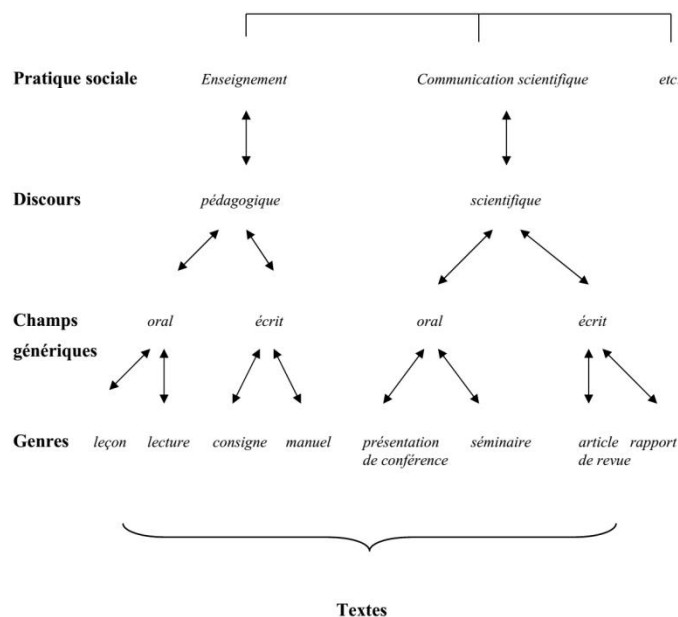 Pratique sociale Enseignement Communication scientifique etc.
Discours pédagogique scientifique
Champs génériques oral écrit oral écrit
Genres leçon lecture consigne manuel présentation de conférence séminaire article de revue rapport
Textes